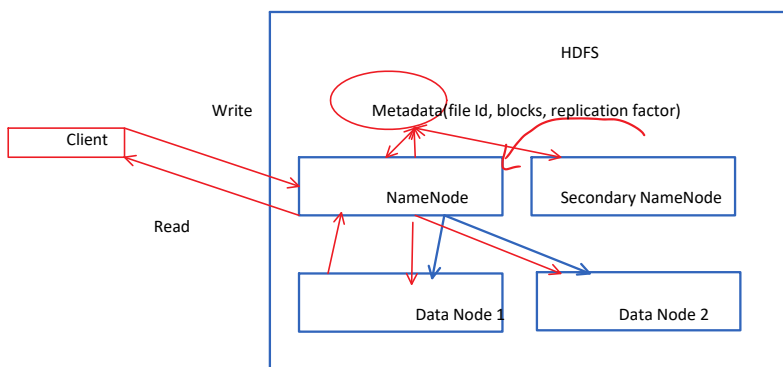 HDFS
Write
Metadata(file Id, blocks, replication factor)
Client
NameNode
Secondary NameNode
Read
Data Node 1
Data Node 2